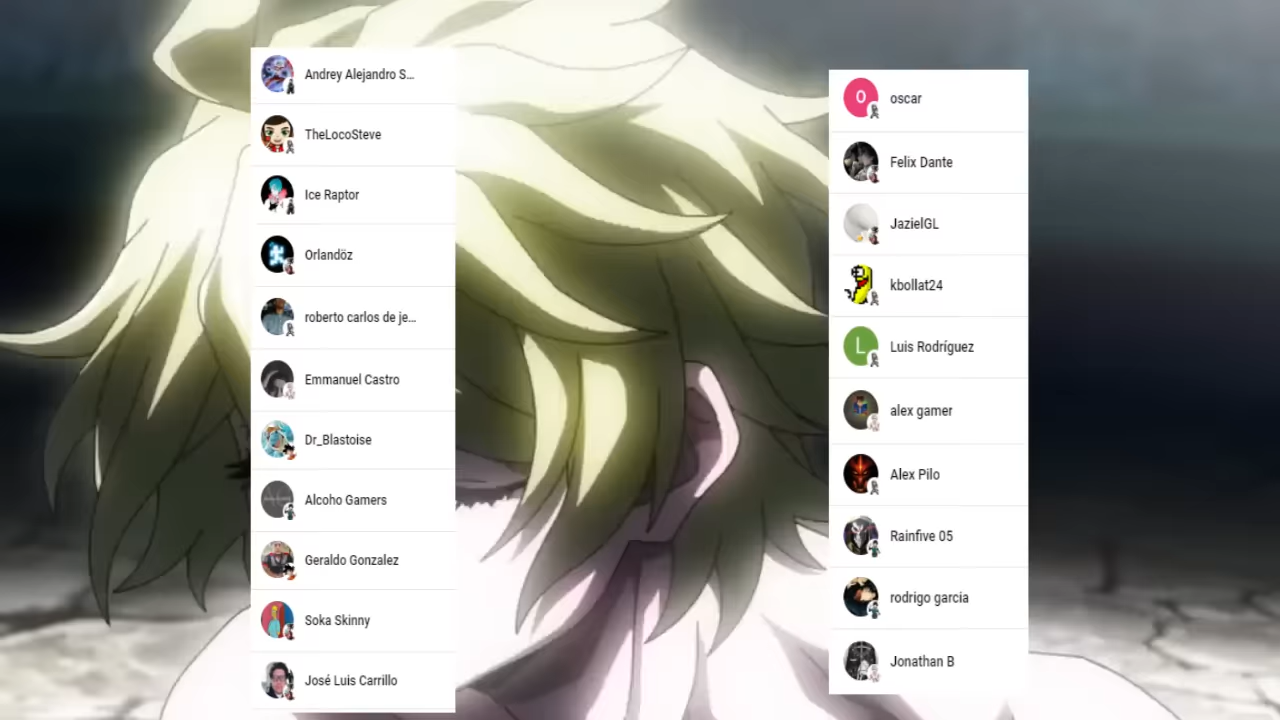 Andrey Alejandro S...
TheLocoSteve
Ice Raptor
Orlandöz
roberto carlos de je...
Emmanuel Castro
Dr_Blastoise
Alcoho Gamers
Geraldo Gonzalez
Soka Skinny
José Luis Carrillo
O
oscar
Felix Dante
JazielGL
kbollat24
L
Luis Rodríguez
alex gamer
Alex Pilo
Rainfive 05
rodrigo garcia
Jonathan B